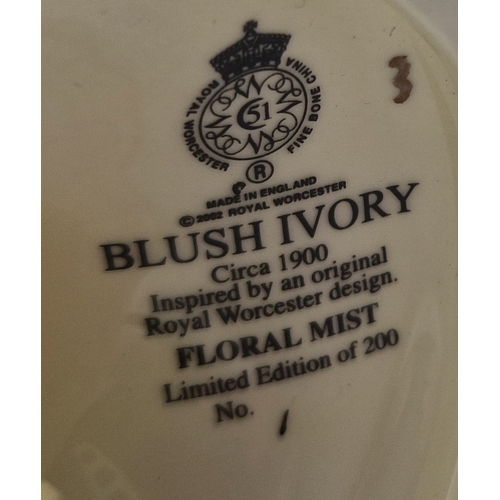 ROYAL WORCESTER
FINE BONE CHINA
51
3
®
MADE IN ENGLAND
© 2002 ROYAL WORCESTER
BLUSH IVORY
Circa 1900
Inspired by an original
Royal Worcester design.
FLORAL MIST
Limited Edition of 200
No. 1